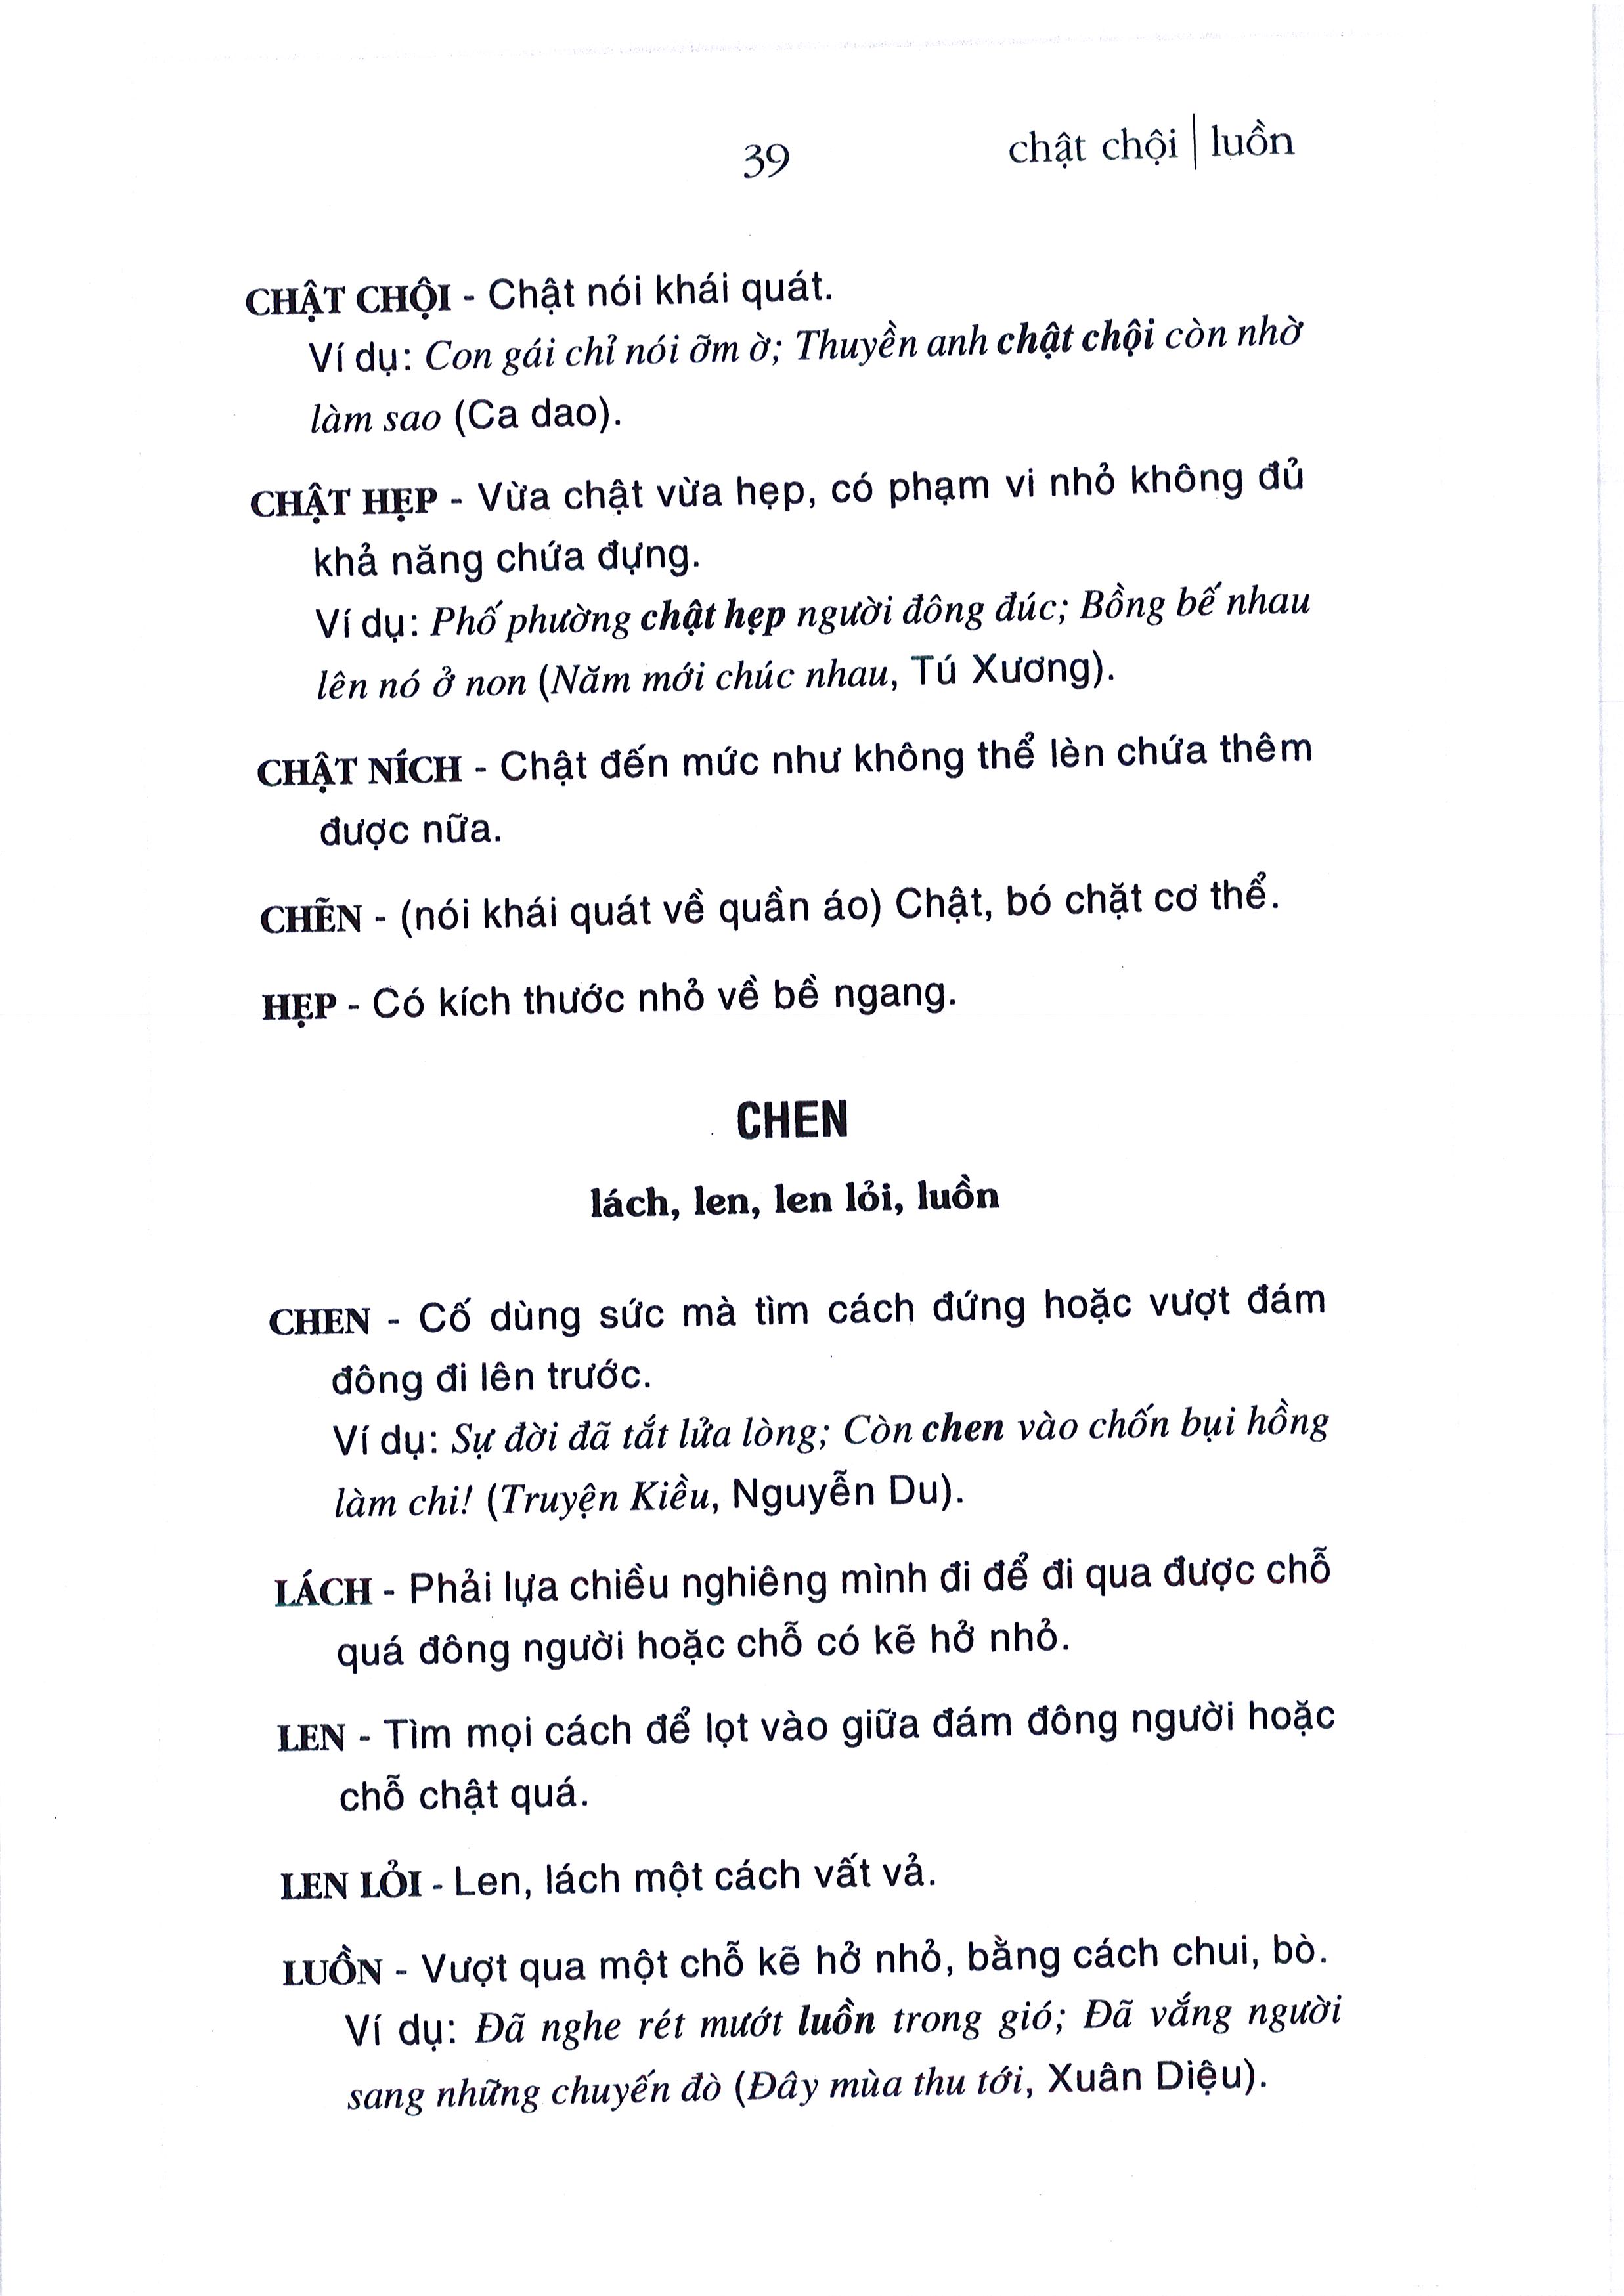 39 chật chội | luồn
CHẬT CHỘI - Chật nói khái quát.
Ví dụ: Con gái chỉ nói ỡm ờ; Thuyền anh chật chội còn nhờ
làm sao (Ca dao).
CHẬT HẸP - Vừa chật vừa hẹp, có phạm vi nhỏ không đủ
khả năng chứa đựng.
Ví dụ: Phố phường chật hẹp người đông đúc; Bồng bế nhau
lên nó ở non (Năm mới chúc nhau, Tú Xương).
CHẬT NÍCH - Chật đến mức như không thể lèn chứa thêm
được nữa.
CHẼN - (nói khái quát về quần áo) Chật, bó chặt cơ thể.
HẸP - Có kích thước nhỏ về bề ngang.
CHEN
lách, len, len lỏi, luồn
CHEN - Cố dùng sức mà tìm cách đứng hoặc vượt đám
đông đi lên trước.
Ví dụ: Sự đời đã tắt lửa lòng; Còn chen vào chốn bụi hồng
làm chi! (Truyện Kiều, Nguyễn Du).
LÁCH - Phải lựa chiều nghiêng mình đi để đi qua được chỗ
quá đông người hoặc chỗ có kẽ hở nhỏ.
LEN - Tìm mọi cách để lọt vào giữa đám đông người hoặc
chỗ chật quá.
LEN LỎI - Len, lách một cách vất vả.
LUỒN - Vượt qua một chỗ kẽ hở nhỏ, bằng cách chui, bò.
Ví dụ: Đã nghe rét mướt luồn trong gió; Đã vắng người
sang những chuyến đò (Đây mùa thu tới, Xuân Diệu).